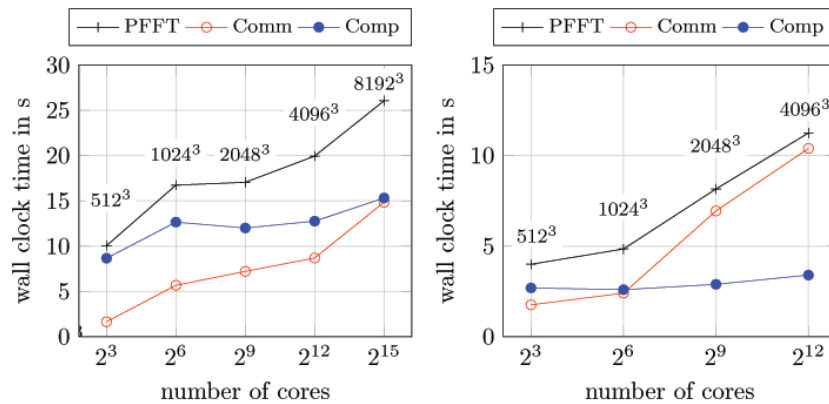 PFFT Comm Comp
30
25
20
15
10
5
0
wall clock time in s
512³
1024³
2048³
4096³
8192³
2³ 2⁶ 2⁹ 2¹² 2¹⁵
number of cores
PFFT Comm Comp
15
10
5
0
wall clock time in s
512³
1024³
2048³
4096³
2³ 2⁶ 2⁹ 2¹²
number of cores